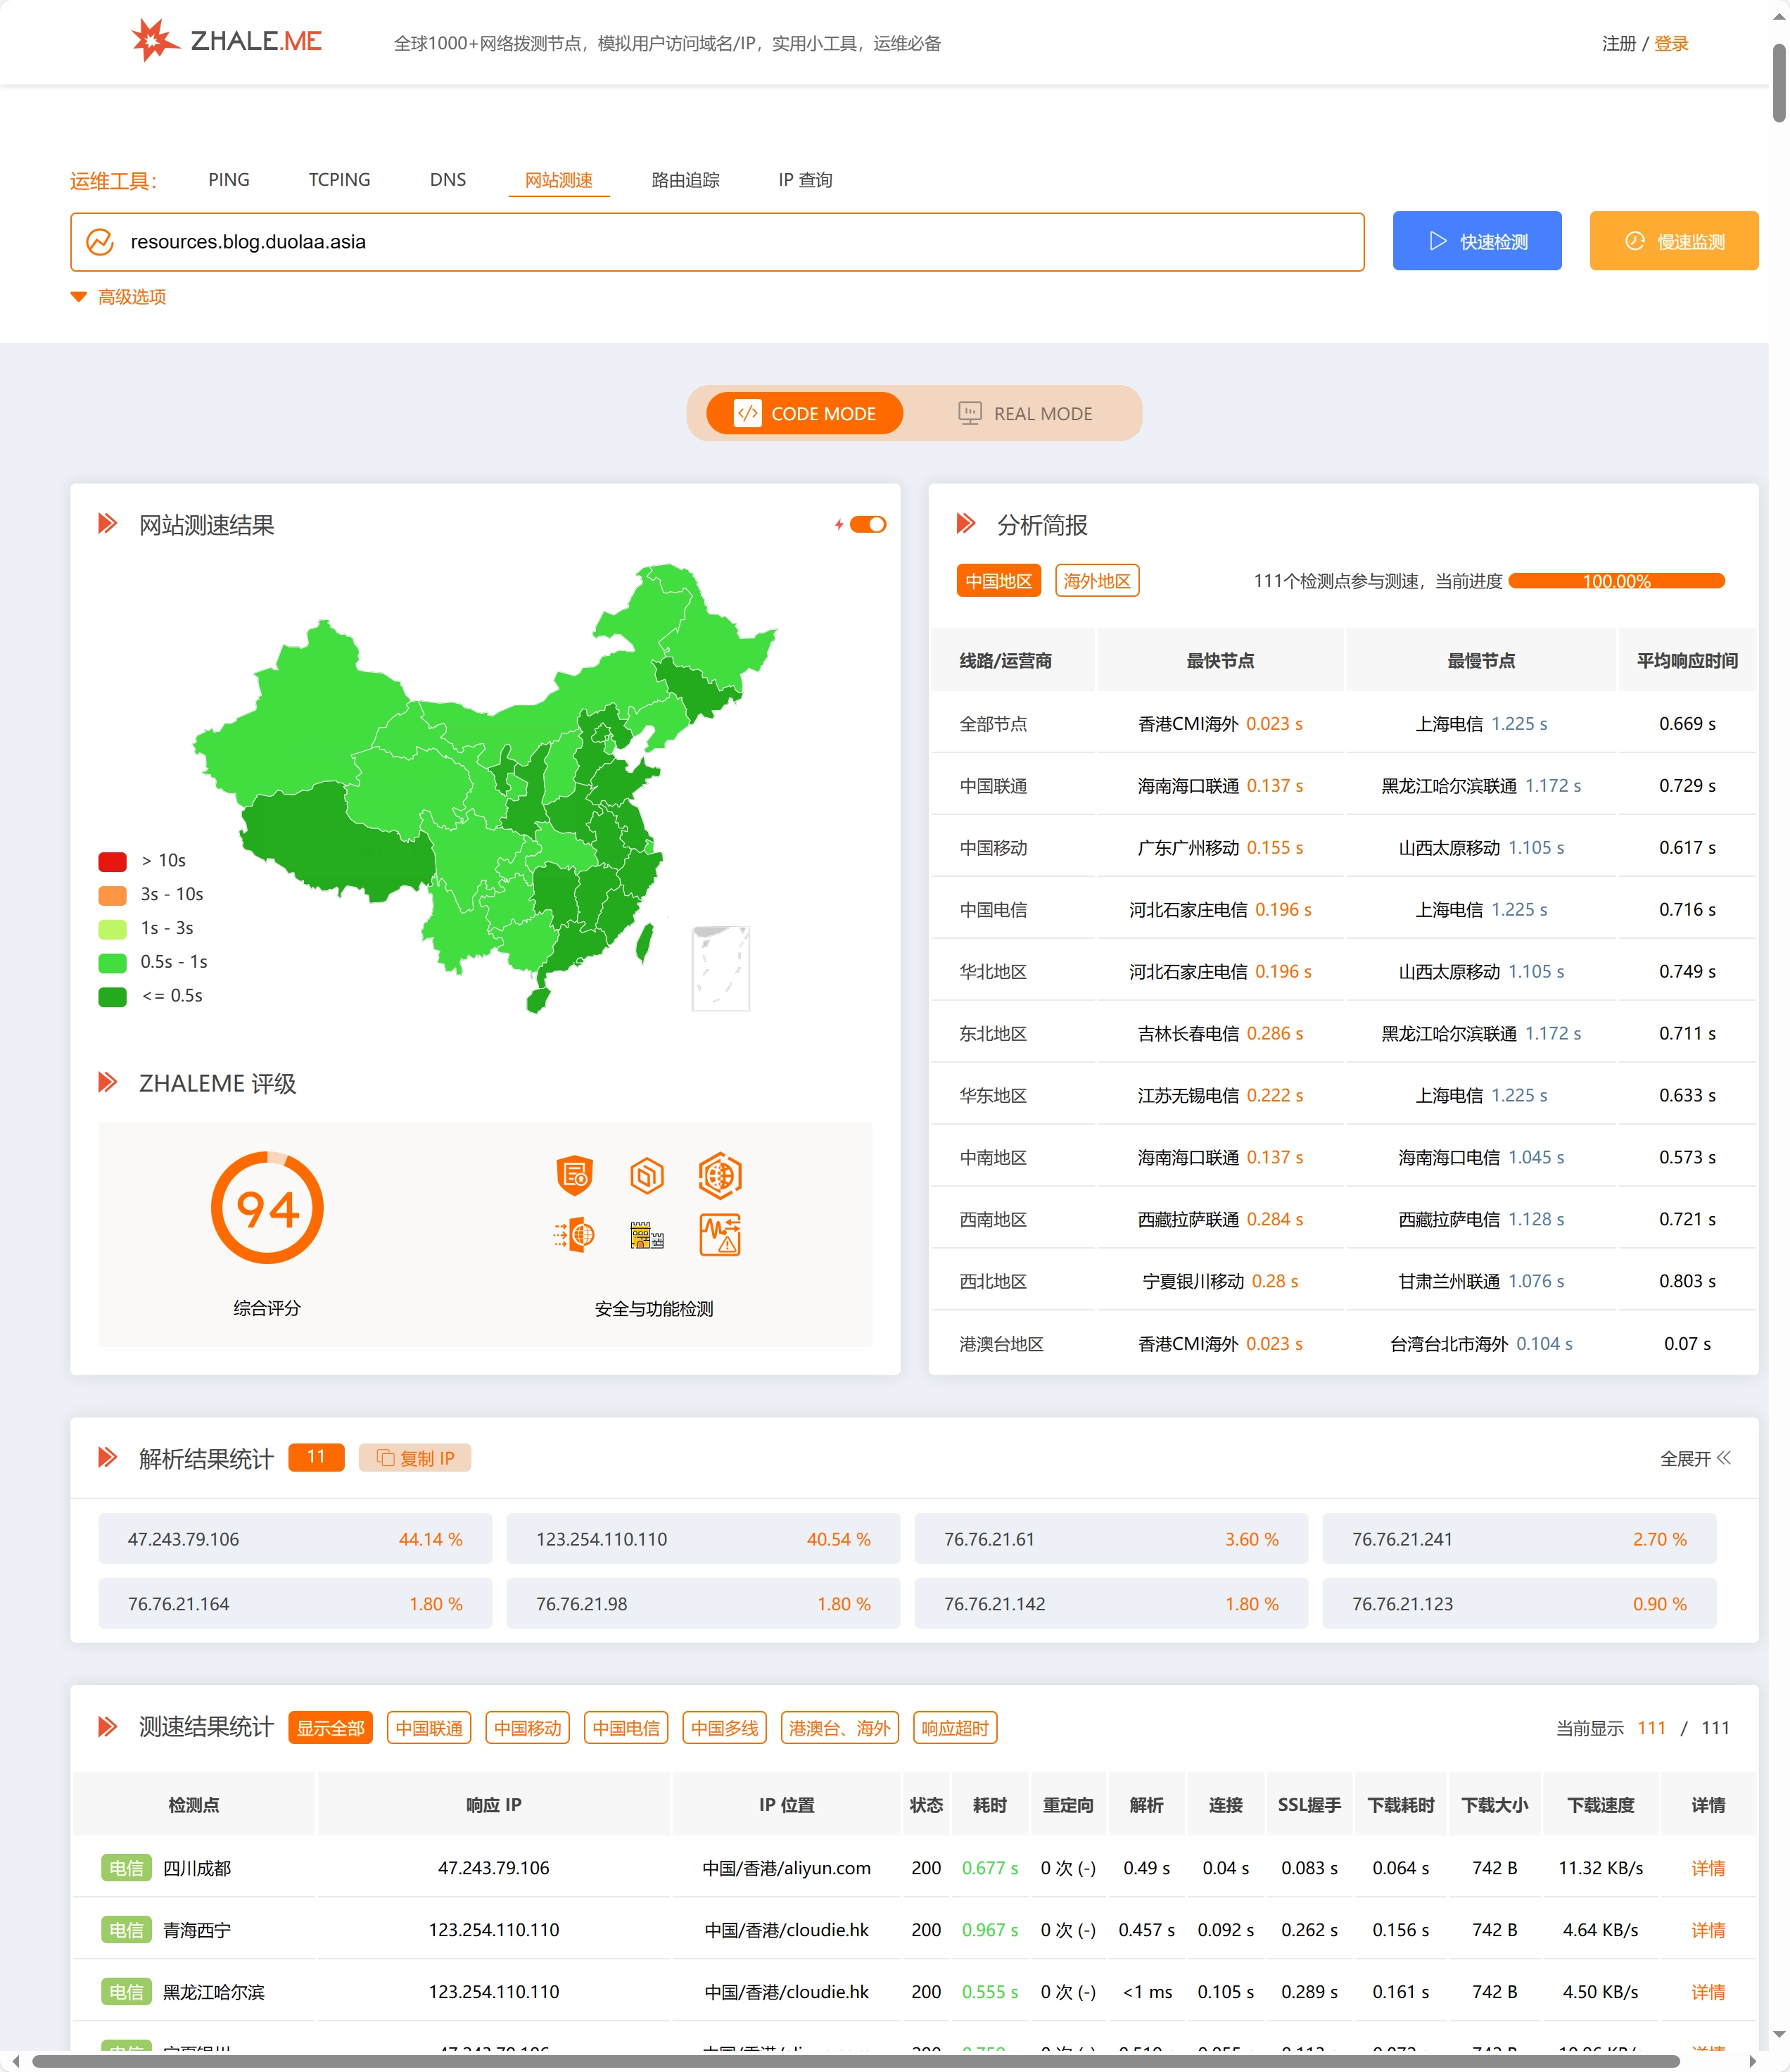 ZHALE.ME
全球1000+网络拨测节点，模拟用户访问域名/IP，实用小工具，运维必备
注册 / 登录
运维工具： PING TCPING DNS 网站测速 路由追踪 IP 查询
resources.blog.duolaa.asia
快速检测
慢速监测
高级选项
CODE MODE
REAL MODE
网站测速结果
> 10s
3s - 10s
1s - 3s
0.5s - 1s
<= 0.5s
ZHALEME 评级
94
综合评分
安全与功能检测
分析简报
中国地区 海外地区 111个检测点参与测速，当前进度 100.00%
线路/运营商 最快节点 最慢节点 平均响应时间
全部节点 香港CMI海外 0.023 s 上海电信 1.225 s 0.669 s
中国联通 海南海口联通 0.137 s 黑龙江哈尔滨联通 1.172 s 0.729 s
中国移动 广东广州移动 0.155 s 山西太原移动 1.105 s 0.617 s
中国电信 河北石家庄电信 0.196 s 上海电信 1.225 s 0.716 s
华北地区 河北石家庄电信 0.196 s 山西太原移动 1.105 s 0.749 s
东北地区 吉林长春电信 0.286 s 黑龙江哈尔滨联通 1.172 s 0.711 s
华东地区 江苏无锡电信 0.222 s 上海电信 1.225 s 0.633 s
中南地区 海南海口联通 0.137 s 海南海口电信 1.045 s 0.573 s
西南地区 西藏拉萨联通 0.284 s 西藏拉萨电信 1.128 s 0.721 s
西北地区 宁夏银川移动 0.28 s 甘肃兰州联通 1.076 s 0.803 s
港澳台地区 香港CMI海外 0.023 s 台湾台北市海外 0.104 s 0.07 s
解析结果统计 11 复制 IP 全展开
47.243.79.106 44.14 % 123.254.110.110 40.54 % 76.76.21.61 3.60 % 76.76.21.241 2.70 %
76.76.21.164 1.80 % 76.76.21.98 1.80 % 76.76.21.142 1.80 % 76.76.21.123 0.90 %
测速结果统计 显示全部 中国联通 中国移动 中国电信 中国多线 港澳台、海外 响应超时 当前显示 111 / 111
检测点 响应 IP IP 位置 状态 耗时 重定向 解析 连接 SSL握手 下载耗时 下载大小 下载速度 详情
电信 四川成都 47.243.79.106 中国/香港/aliyun.com 200 0.677 s 0 次 (-) 0.49 s 0.04 s 0.083 s 0.064 s 742 B 11.32 KB/s 详情
电信 青海西宁 123.254.110.110 中国/香港/cloudie.hk 200 0.967 s 0 次 (-) 0.457 s 0.092 s 0.262 s 0.156 s 742 B 4.64 KB/s 详情
电信 黑龙江哈尔滨 123.254.110.110 中国/香港/cloudie.hk 200 0.555 s 0 次 (-) <1 ms 0.105 s 0.289 s 0.161 s 742 B 4.50 KB/s 详情